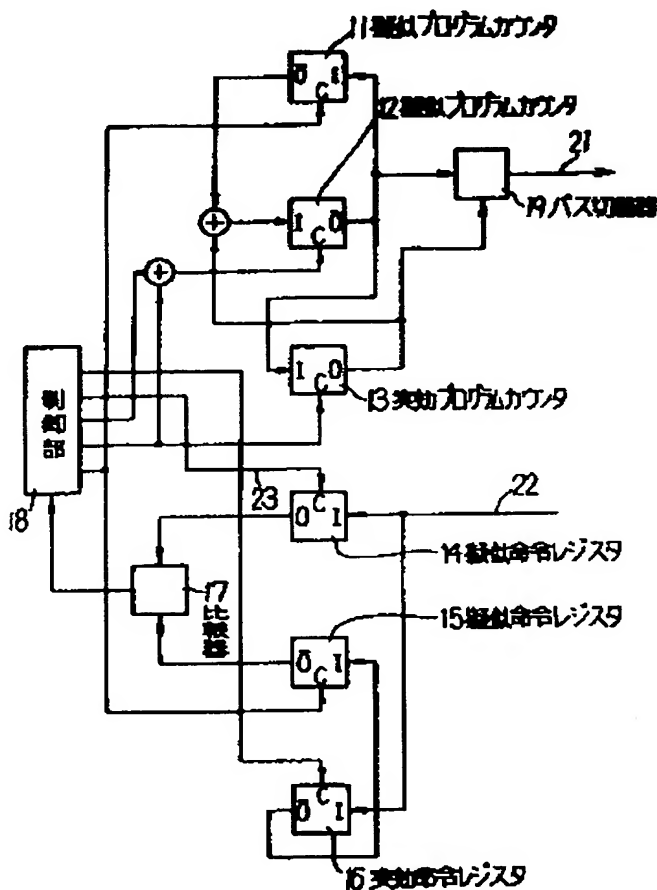 11 擬似プログラムカウンタ
Ō I
C
12 擬似プログラムカウンタ
21
19 バス切替器
I Ō
C
+
+
I O
C
13 実効プログラムカウンタ
制御部
18
23
22
C
O I
14 擬似命令レジスタ
17 比較器
15 擬似命令レジスタ
Ō I
C
C
Ō I
16 実効命令レジスタ